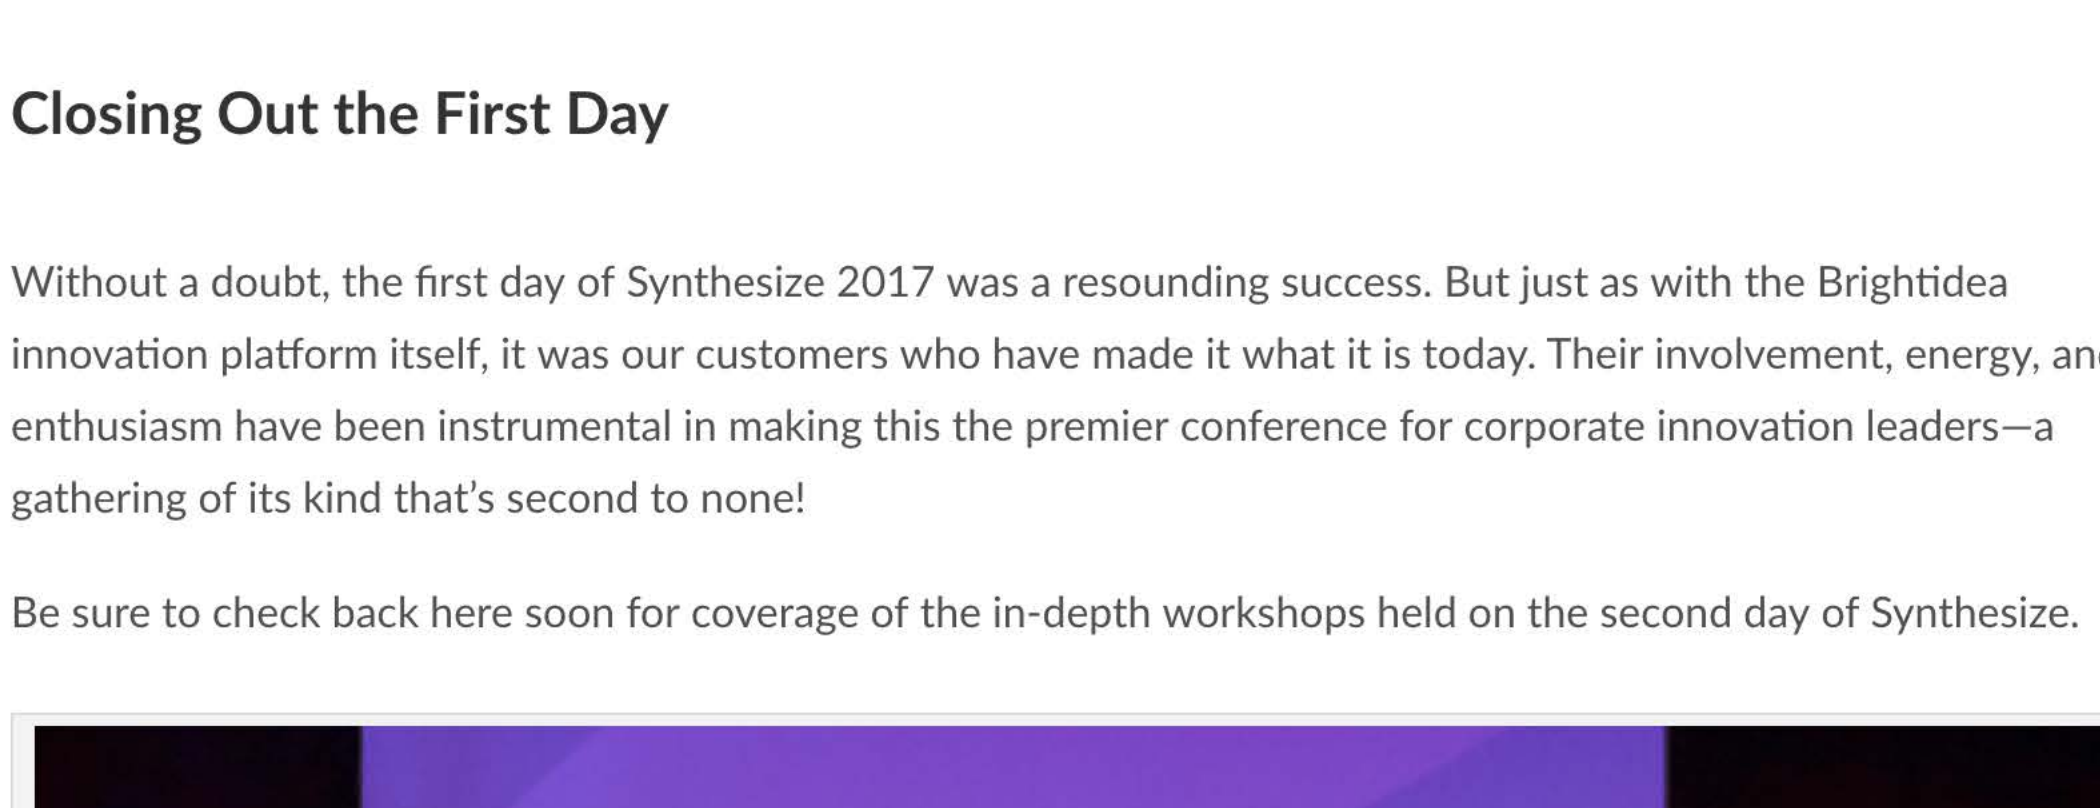 Closing Out the First Day
Without a doubt, the first day of Synthesize 2017 was a resounding success. But just as with the Brightidea
innovation platform itself, it was our customers who have made it what it is today. Their involvement, energy, an
enthusiasm have been instrumental in making this the premier conference for corporate innovation leaders—a
gathering of its kind that’s second to none!
Be sure to check back here soon for coverage of the in-depth workshops held on the second day of Synthesize.